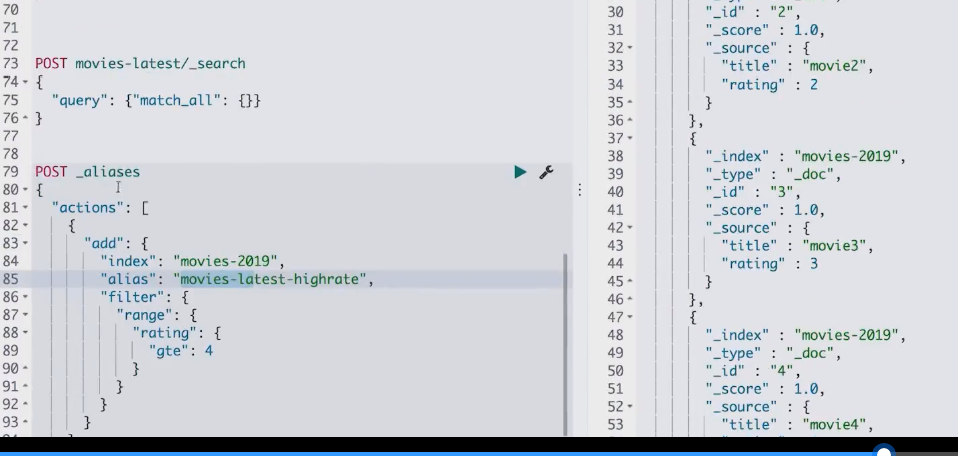 70
71
72
73 POST movies-latest/_search
74 {
75 "query": {"match_all": {}}
76 }
77
78
79 POST _aliases
80 {
81 "actions": [
82 {
83 "add": {
84 "index": "movies-2019",
85 "alias": "movies-latest-highrate",
86 "filter": {
87 "range": {
88 "rating": {
89 "gte": 4
90 }
91 }
92 }
93 }
30 "_id" : "2",
31 "_score" : 1.0,
32 "_source" : {
33 "title" : "movie2",
34 "rating" : 2
35 }
36 },
37 {
38 "_index" : "movies-2019",
39 "_type" : "_doc",
40 "_id" : "3",
41 "_score" : 1.0,
42 "_source" : {
43 "title" : "movie3",
44 "rating" : 3
45 }
46 },
47 {
48 "_index" : "movies-2019",
49 "_type" : "_doc",
50 "_id" : "4",
51 "_score" : 1.0,
52 "_source" : {
53 "title" : "movie4",